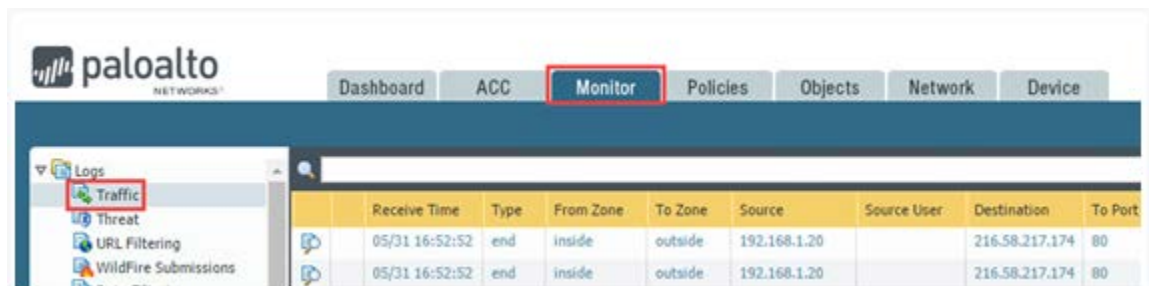 paloalto
NETWORKS
Dashboard ACC Monitor Policies Objects Network Device
Logs
Traffic
Threat
URL Filtering
WildFire Submissions
Receive Time Type From Zone To Zone Source Source User Destination To Port
05/31 16:52:52 end inside outside 192.168.1.20 216.58.217.174 80
05/31 16:52:52 end inside outside 192.168.1.20 216.58.217.174 80